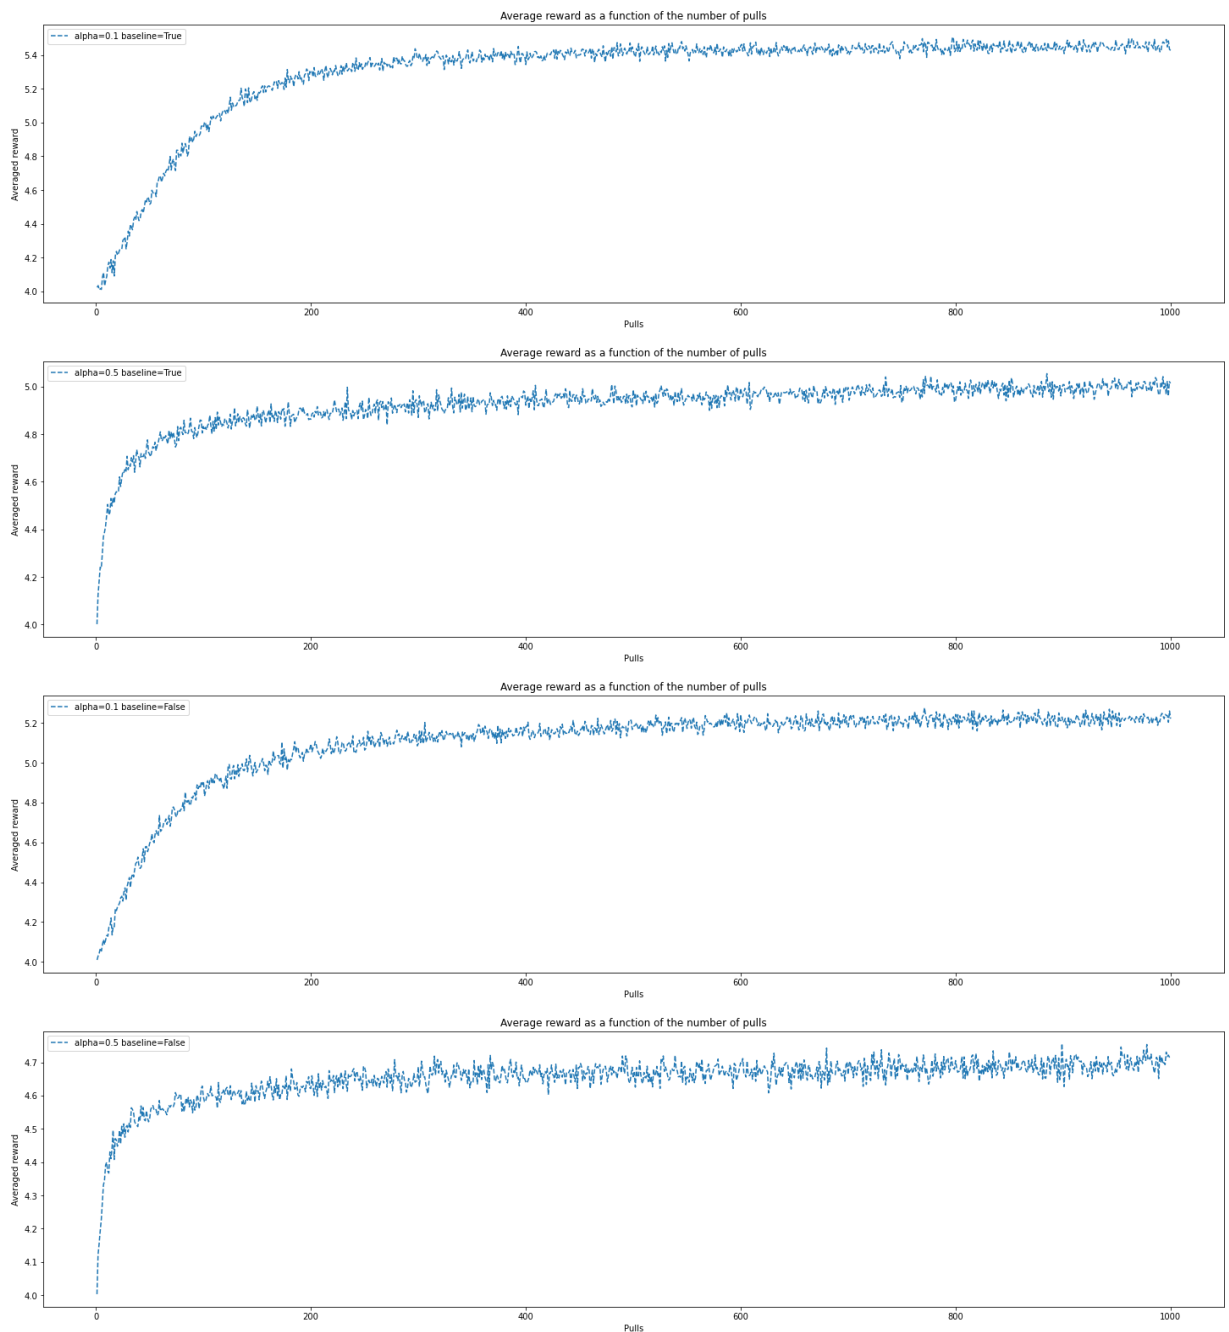 Average reward as a function of the number of pulls
alpha=0.1 baseline=True
Averaged reward
5.4
5.2
5.0
4.8
4.6
4.4
4.2
4.0
0 200 400 600 800 1000
Pulls
Average reward as a function of the number of pulls
alpha=0.5 baseline=True
Averaged reward
5.0
4.8
4.6
4.4
4.2
4.0
0 200 400 600 800 1000
Pulls
Average reward as a function of the number of pulls
alpha=0.1 baseline=False
Averaged reward
5.2
5.0
4.8
4.6
4.4
4.2
4.0
0 200 400 600 800 1000
Pulls
Average reward as a function of the number of pulls
alpha=0.5 baseline=False
Averaged reward
4.7
4.6
4.5
4.4
4.3
4.2
4.1
4.0
0 200 400 600 800 1000
Pulls